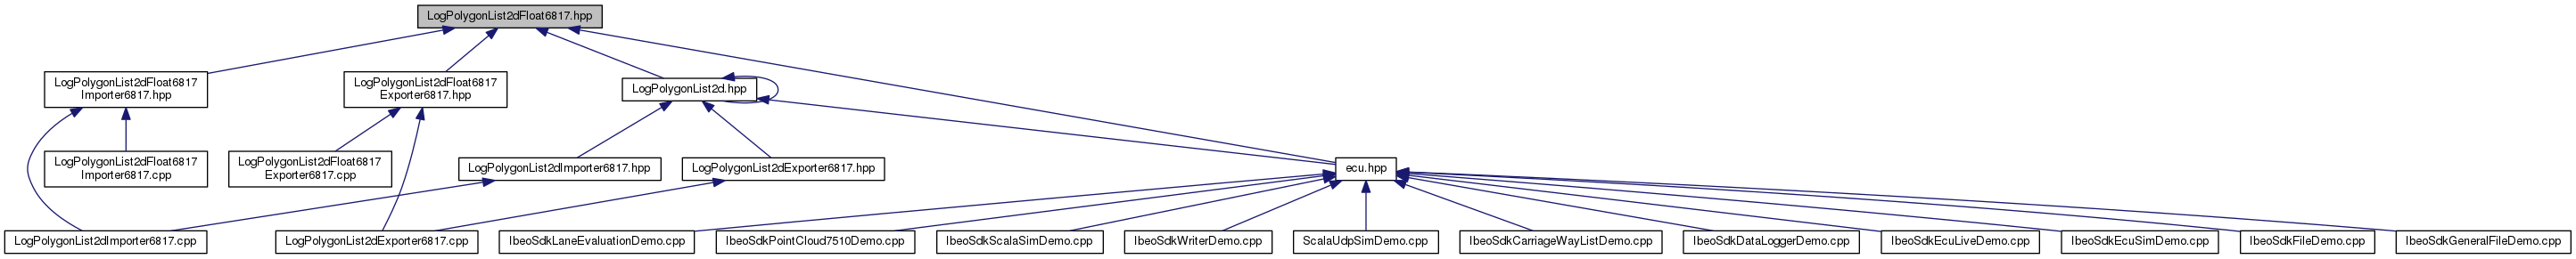 LogPolygonList2dFloat6817.hpp
LogPolygonList2dFloat6817
Importer6817.hpp
LogPolygonList2dFloat6817
Exporter6817.hpp
LogPolygonList2d.hpp
LogPolygonList2dFloat6817
Importer6817.cpp
LogPolygonList2dFloat6817
Exporter6817.cpp
LogPolygonList2dImporter6817.hpp
LogPolygonList2dExporter6817.hpp
ecu.hpp
LogPolygonList2dImporter6817.cpp
LogPolygonList2dExporter6817.cpp
IbeoSdkLaneEvaluationDemo.cpp
IbeoSdkPointCloud7510Demo.cpp
IbeoSdkScalaSimDemo.cpp
IbeoSdkWriterDemo.cpp
ScalaUdpSimDemo.cpp
IbeoSdkCarriageWayListDemo.cpp
IbeoSdkDataLoggerDemo.cpp
IbeoSdkEcuLiveDemo.cpp
IbeoSdkEcuSimDemo.cpp
IbeoSdkFileDemo.cpp
IbeoSdkGeneralFileDemo.cpp